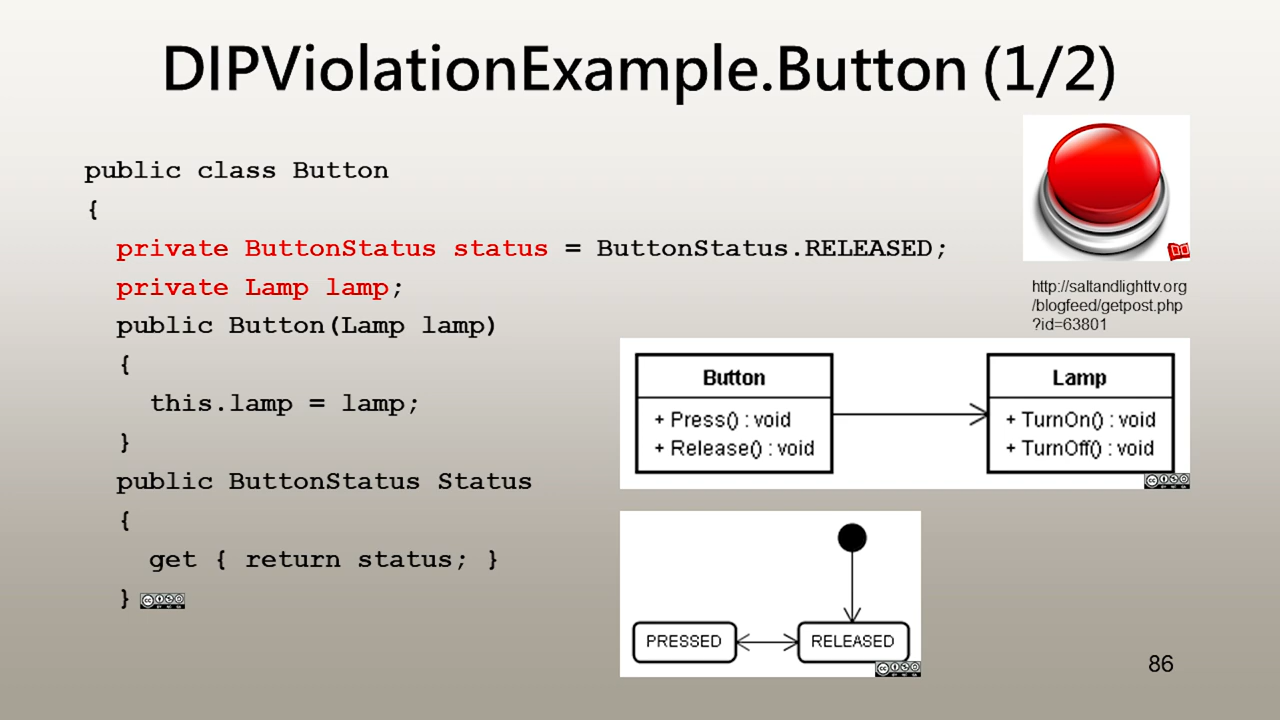 DIPViolationExample.Button (1/2)
public class Button
{
private ButtonStatus status = ButtonStatus.RELEASED;
private Lamp lamp;
public Button(Lamp lamp)
{
this.lamp = lamp;
}
public ButtonStatus Status
{
get { return status; }
}
http://saltandlighttv.org
/blogfeed/getpost.php
?id=63801
Button
+ Press() : void
+ Release() : void
Lamp
+ TurnOn() : void
+ TurnOff() : void
PRESSED
RELEASED
86